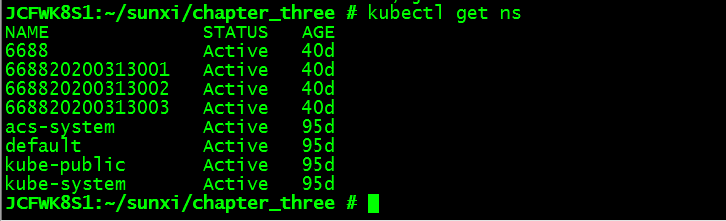 JCFWK8S1:~/sunxi/chapter_three # kubectl get ns
NAME STATUS AGE
6688 Active 40d
668820200313001 Active 40d
668820200313002 Active 40d
668820200313003 Active 40d
acs-system Active 95d
default Active 95d
kube-public Active 95d
kube-system Active 95d
JCFWK8S1:~/sunxi/chapter_three #